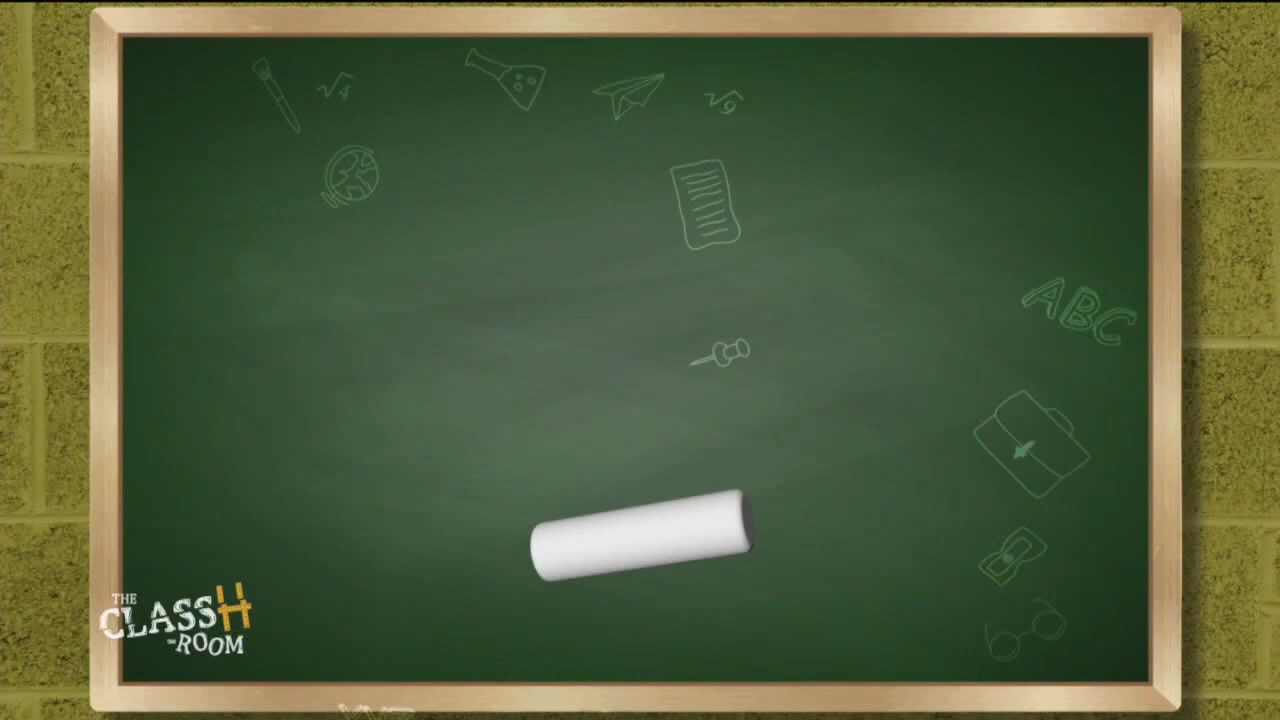 √4
√9
ABC
THE
CLASSH
ROOM